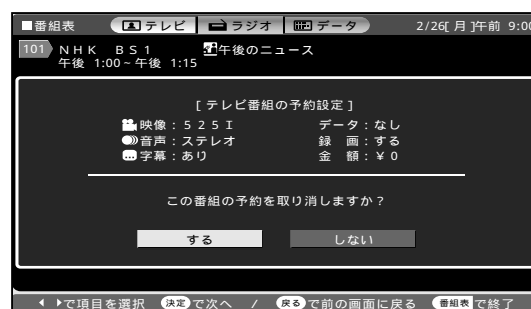 ■番組表 テレビ ラジオ データ 2/26[月]午前 9:00
101 NHK BS1 午後のニュース
午後 1:00~午後 1:15
[テレビ番組の予約設定]
映像:525I データ:なし
音声:ステレオ 録 画:する
字幕:あり 金 額:¥0
この番組の予約を取り消しますか?
する しない
で項目を選択 決定で次へ / 戻るで前の画面に戻る 番組表で終了